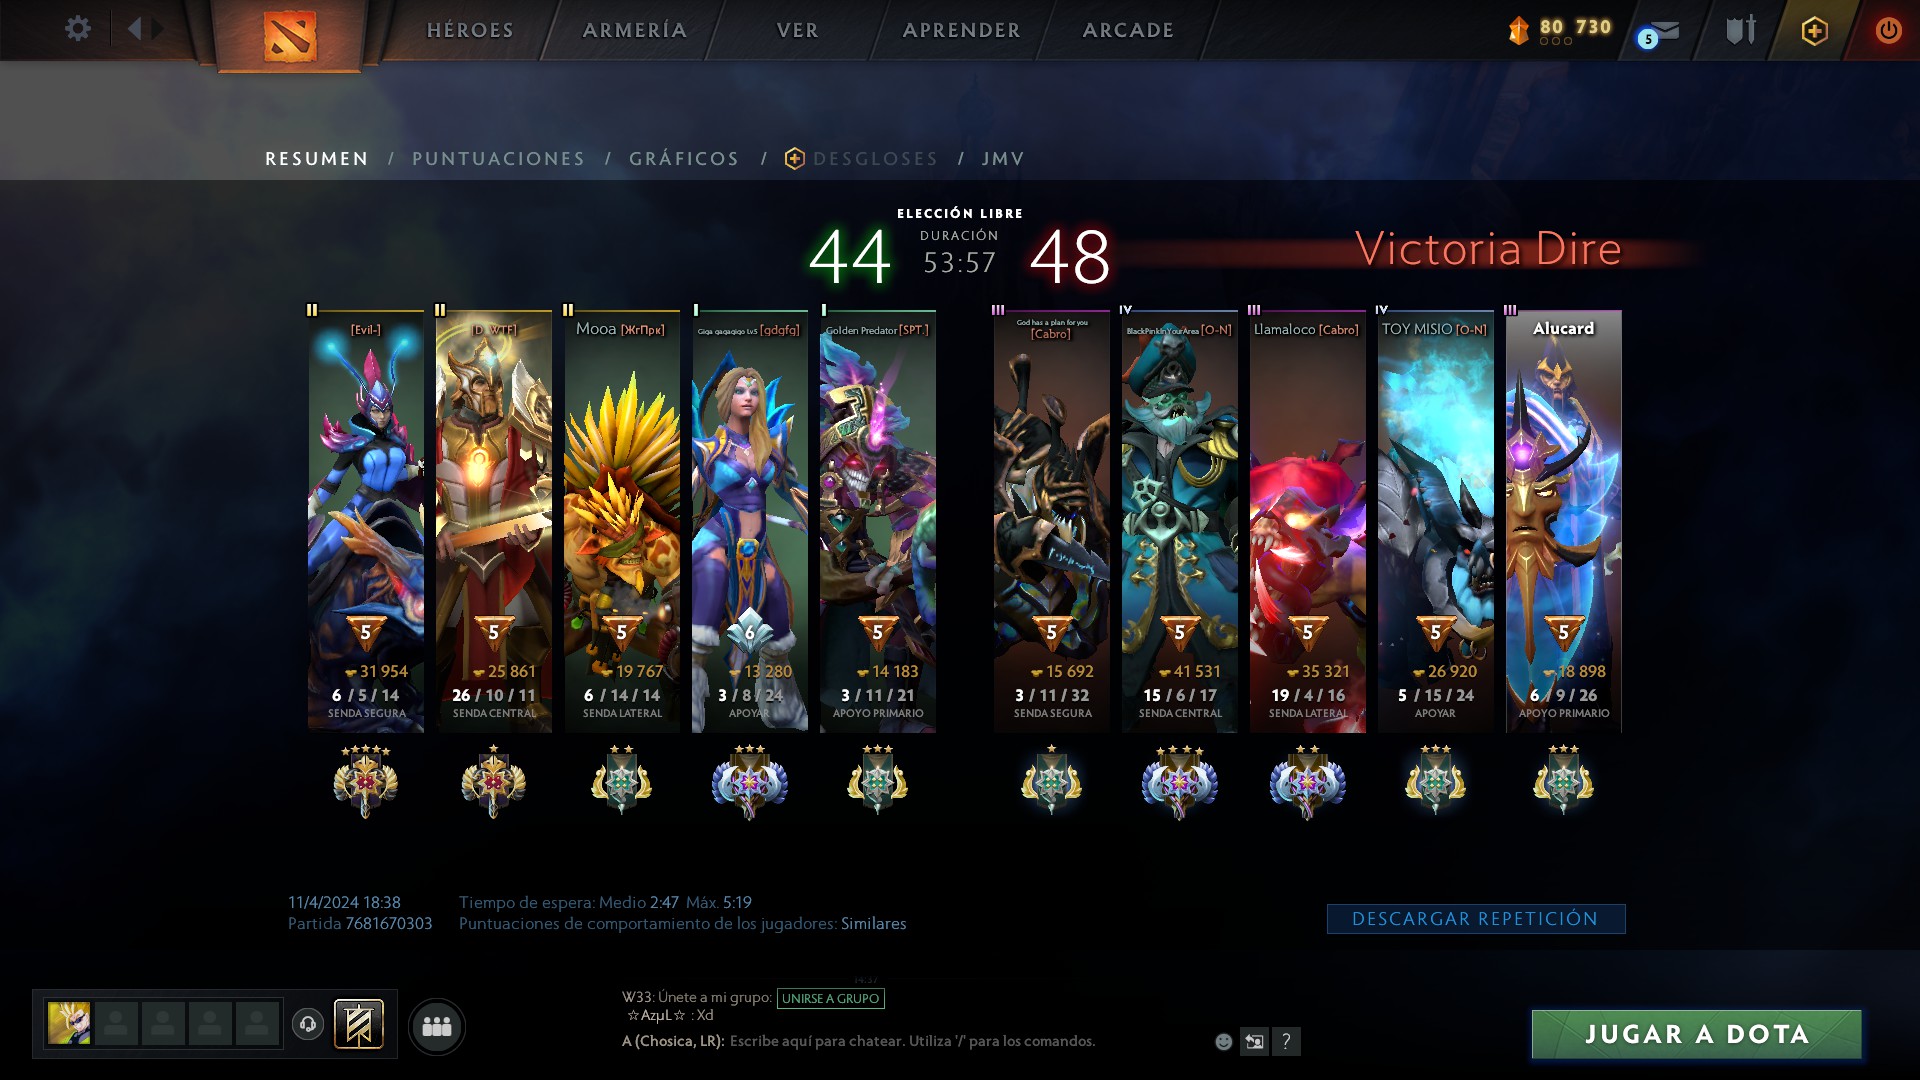 HÉROES
ARMERÍA
VER
APRENDER
ARCADE
80 730
5
RESUMEN / PUNTUACIONES / GRÁFICOS / DESGLOSES / JMV
ELECCIÓN LIBRE
44
DURACIÓN
53:57
48
Victoria Dire
II
[Evil-]
5
31 954
6 / 5 / 14
SENDA SEGURA
II
[D_WTF]
5
25 861
26 / 10 / 11
SENDA CENTRAL
II
Mooa [ЖгПрк]
5
19 767
6 / 14 / 14
SENDA LATERAL
I
Giga gagagigo Lv5 [gdgfg]
6
13 280
3 / 8 / 24
APOYAR
I
Golden Predator [SPT.]
5
14 183
3 / 11 / 21
APOYO PRIMARIO
III
God has a plan for you
[Cabro]
5
15 692
3 / 11 / 32
SENDA SEGURA
IV
BlackPinkInYourArea [O-N]
5
41 531
15 / 6 / 17
SENDA CENTRAL
III
Llamaloco [Cabro]
5
35 321
19 / 4 / 16
SENDA LATERAL
IV
TOY MISIO [O-N]
5
26 920
5 / 15 / 24
APOYAR
III
Alucard
5
18 898
6 / 9 / 26
APOYO PRIMARIO
11/4/2024 18:38
Partida 7681670303
Tiempo de espera: Medio 2:47 Máx. 5:19
Puntuaciones de comportamiento de los jugadores: Similares
DESCARGAR REPETICIÓN
14:37
W33: Únete a mi grupo: UNIRSE A GRUPO
☆AzµL☆ : Xd
A (Chosica, LR): Escribe aquí para chatear. Utiliza '/' para los comandos.
?
JUGAR A DOTA